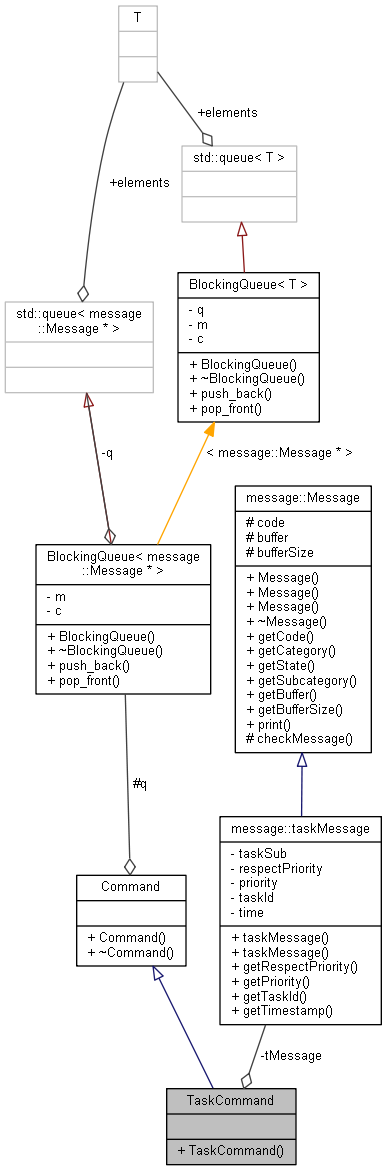 T
+elements
std::queue< T >
+elements
BlockingQueue< T >
- q
- m
- c
+ BlockingQueue()
+ ~BlockingQueue()
+ push_back()
+ pop_front()
std::queue< message
::Message * >
-q
< message::Message * >
message::Message
# code
# buffer
# bufferSize
+ Message()
+ Message()
+ Message()
+ ~Message()
+ getCode()
+ getCategory()
+ getState()
+ getSubcategory()
+ getBuffer()
+ getBufferSize()
+ print()
# checkMessage()
BlockingQueue< message
::Message * >
- m
- c
+ BlockingQueue()
+ ~BlockingQueue()
+ push_back()
+ pop_front()
#q
message::taskMessage
- taskSub
- respectPriority
- priority
- taskId
- time
+ taskMessage()
+ taskMessage()
+ getRespectPriority()
+ getPriority()
+ getTaskId()
+ getTimestamp()
Command
+ Command()
+ ~Command()
-tMessage
TaskCommand
+ TaskCommand()